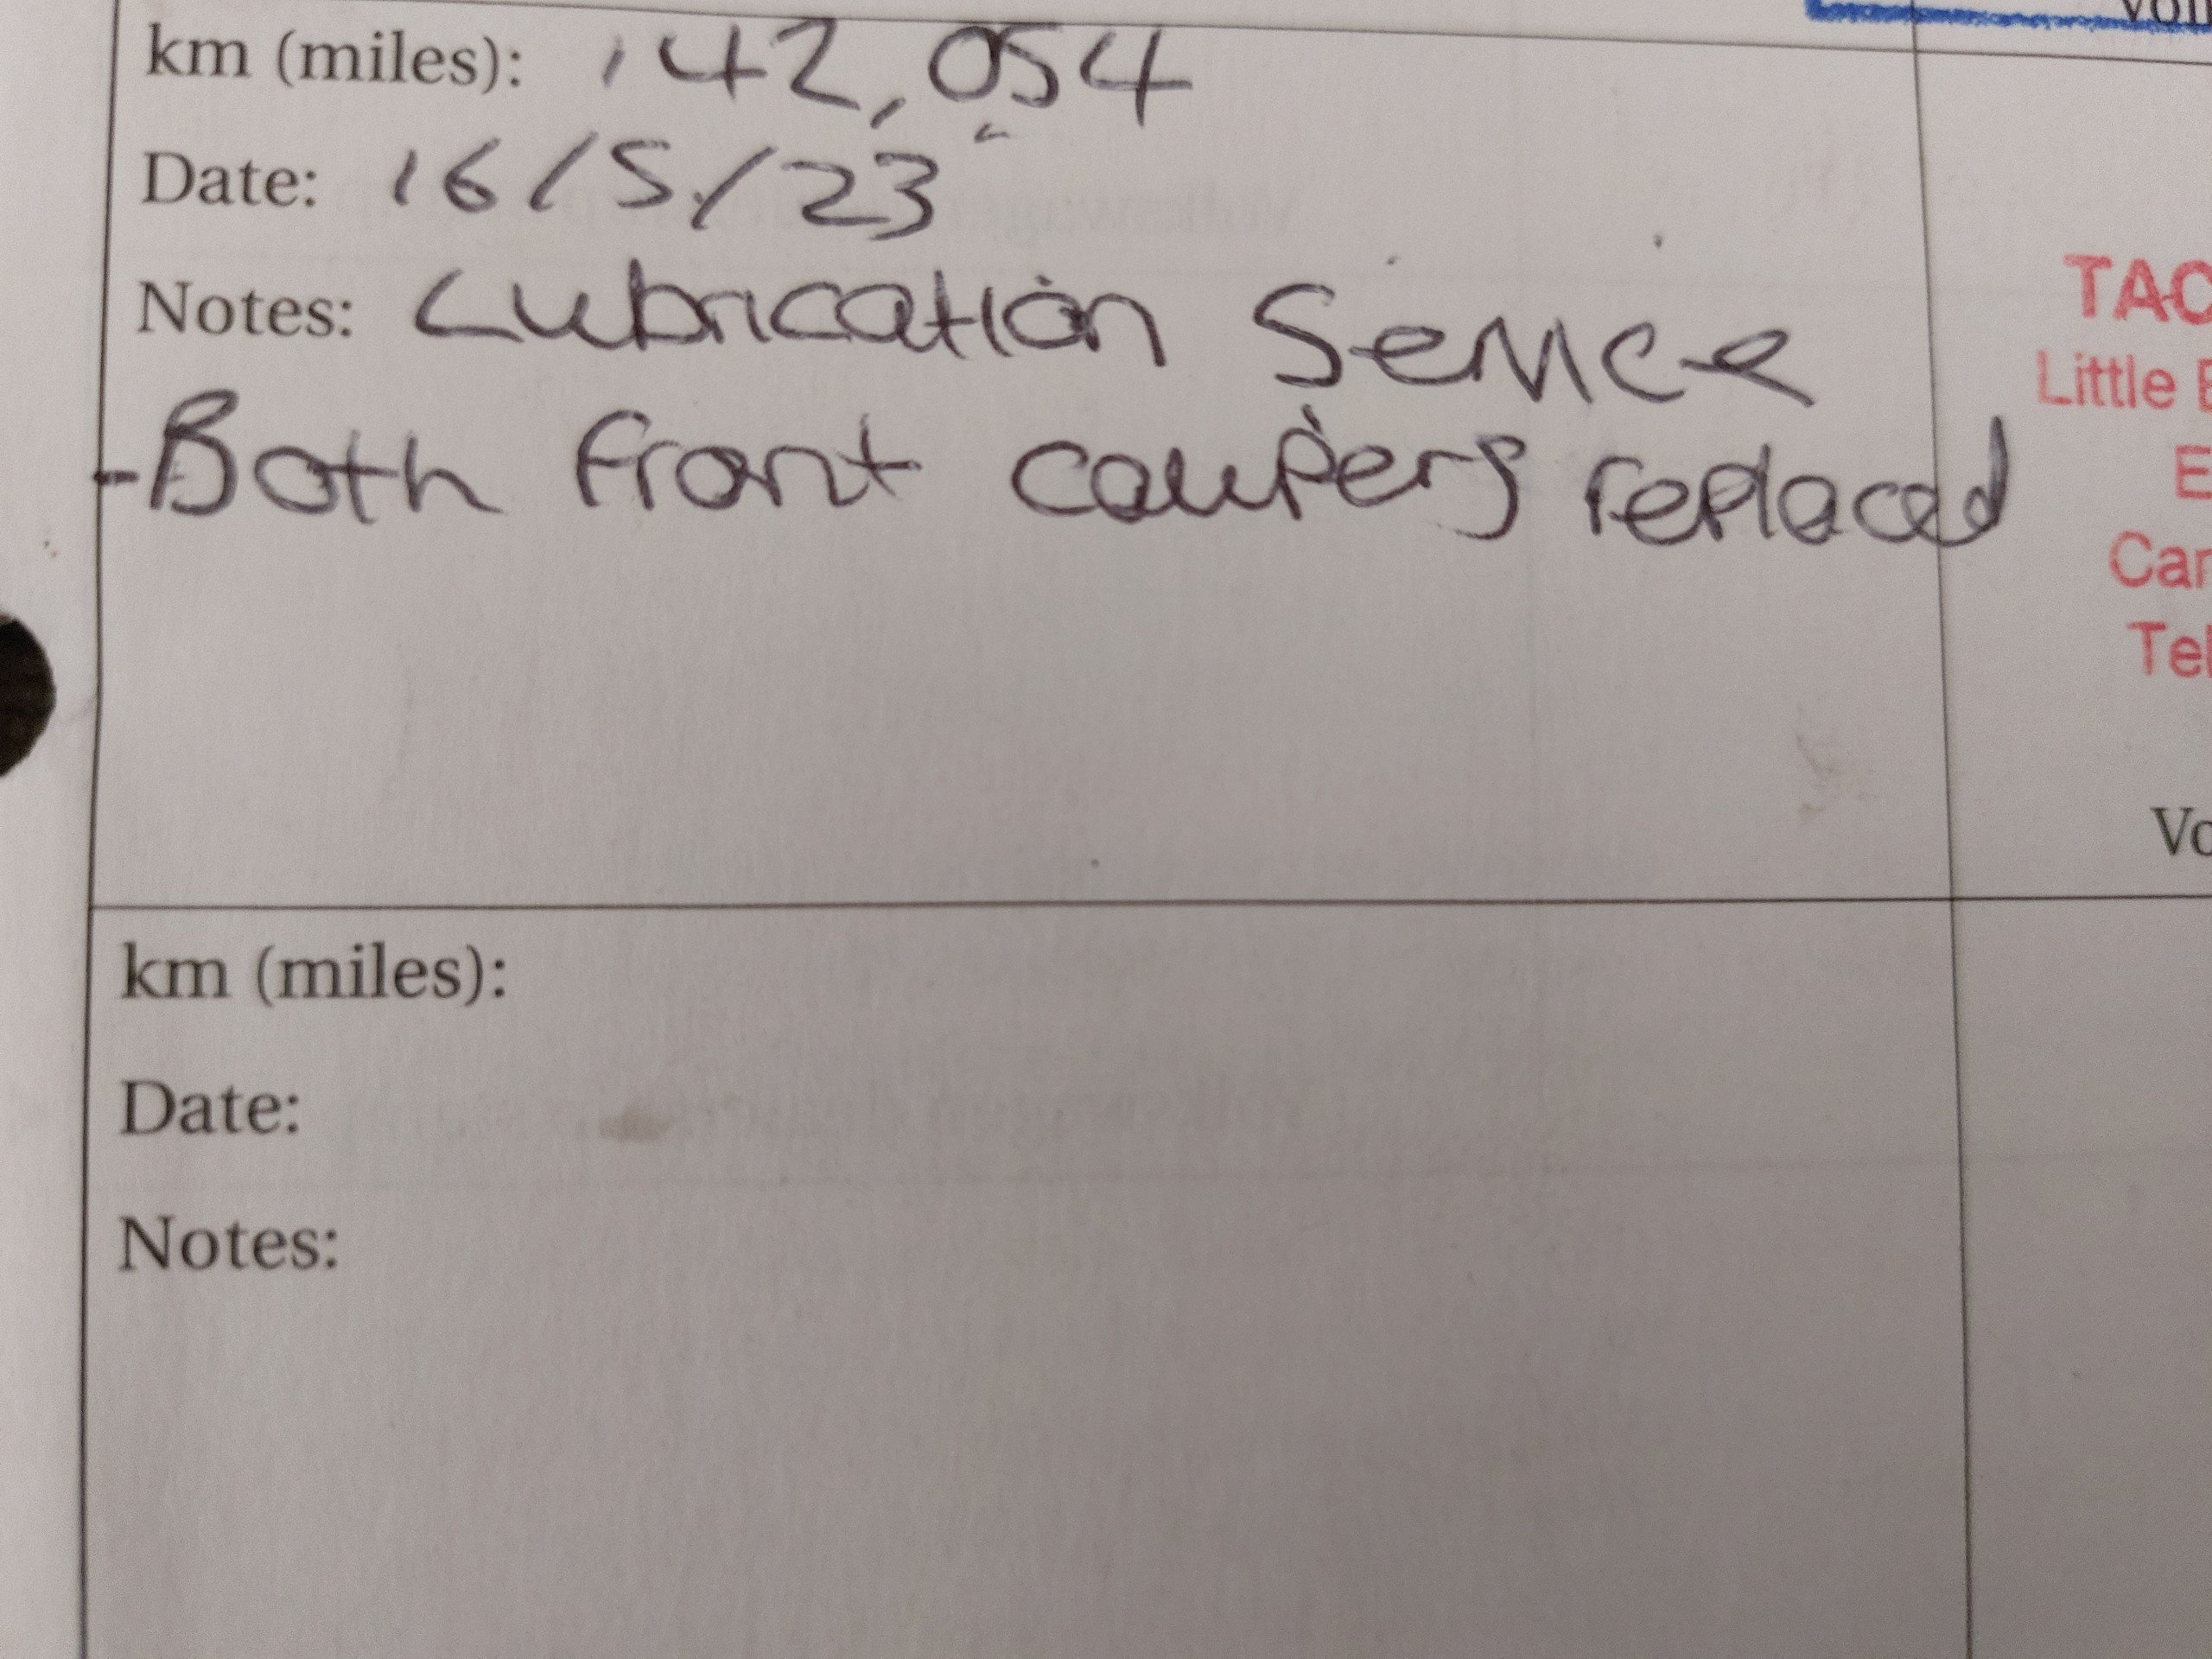 km (miles): 142,054
Date: 16/5/23
Notes: Lubrication Service
-Both front calipers replaced
TAC
Little E
E
Car
Tel
Vo
km (miles):
Date:
Notes: